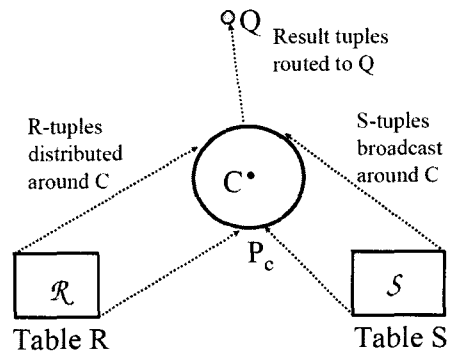 Q
Result tuples
routed to Q
R-tuples
distributed
around C
S-tuples
broadcast
around C
C
P_c
R
S
Table R
Table S